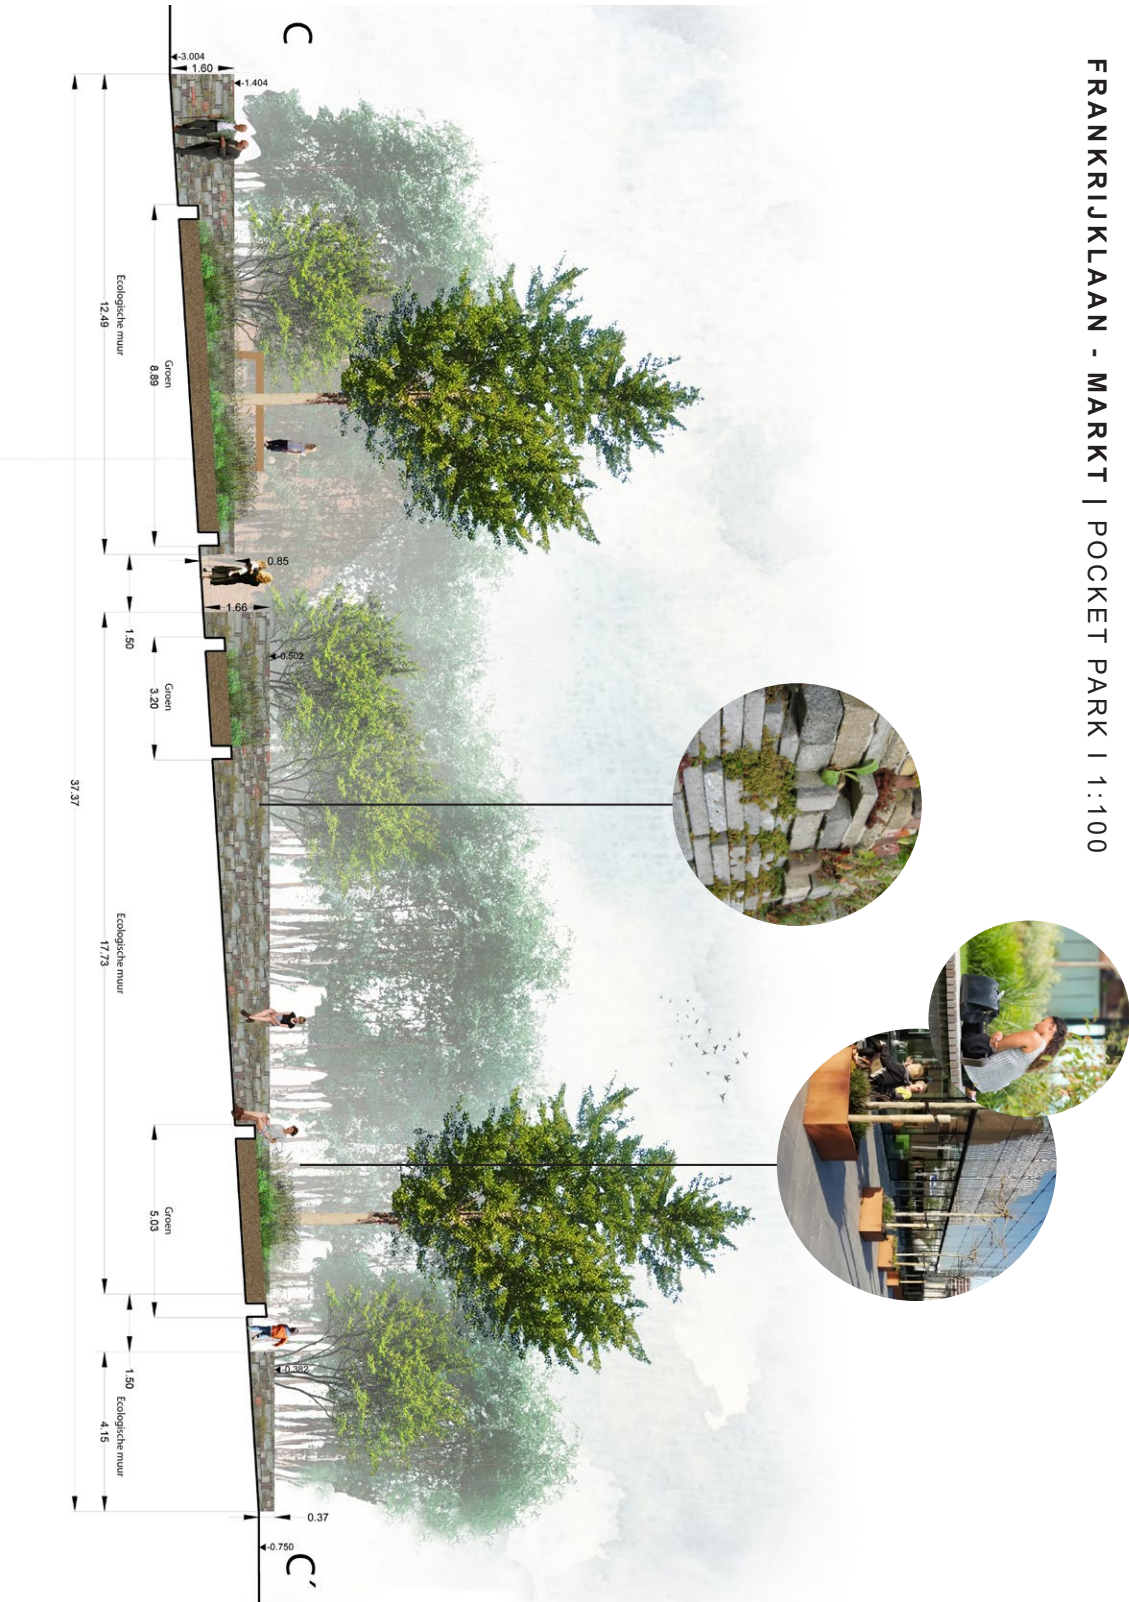 FRANKRIJKLAAN - MARKT | POCKET PARK I 1:100
C
C´
-3.004
1.60
-1.404
0.85
1.66
-0.502
-0.382
0.37
-0.750
Groen
8.89
Groen
3.20
Groen
5.03
1.50
1.50
Ecologische muur
12.49
Ecologische muur
17.73
Ecologische muur
4.15
37.37